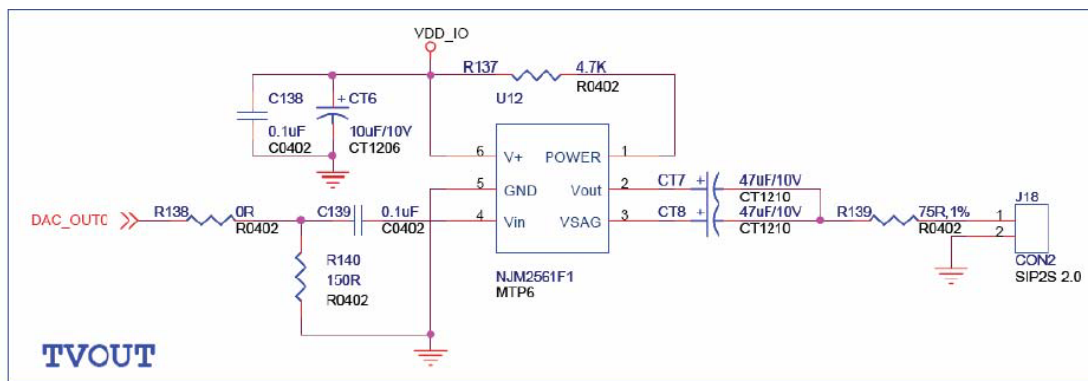 VDD_IO
R137 4.7K
R0402
U12
C138
0.1uF
C0402
+ CT6
10uF/10V
CT1206
6 V+ POWER 1
5 GND Vout 2
4 Vin VSAG 3
CT7 + 47uF/10V
CT1210
CT8 + 47uF/10V
CT1210
DAC_OUT0
R138 0R
R0402
C139 0.1uF
C0402
R140
150R
R0402
NJM2561F1
MTP6
R139 75R,1%
R0402
J18
1
2
CON2
SIP2S 2.0
TVOUT